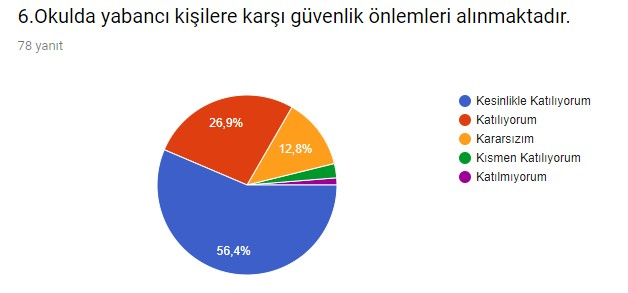 6.Okulda yabancı kişilere karşı güvenlik önlemleri alınmaktadır.
78 yanıt
26,9%
12,8%
56,4%
Kesinlikle Katılıyorum
Katılıyorum
Kararsızım
Kısmen Katılıyorum
Katılmıyorum